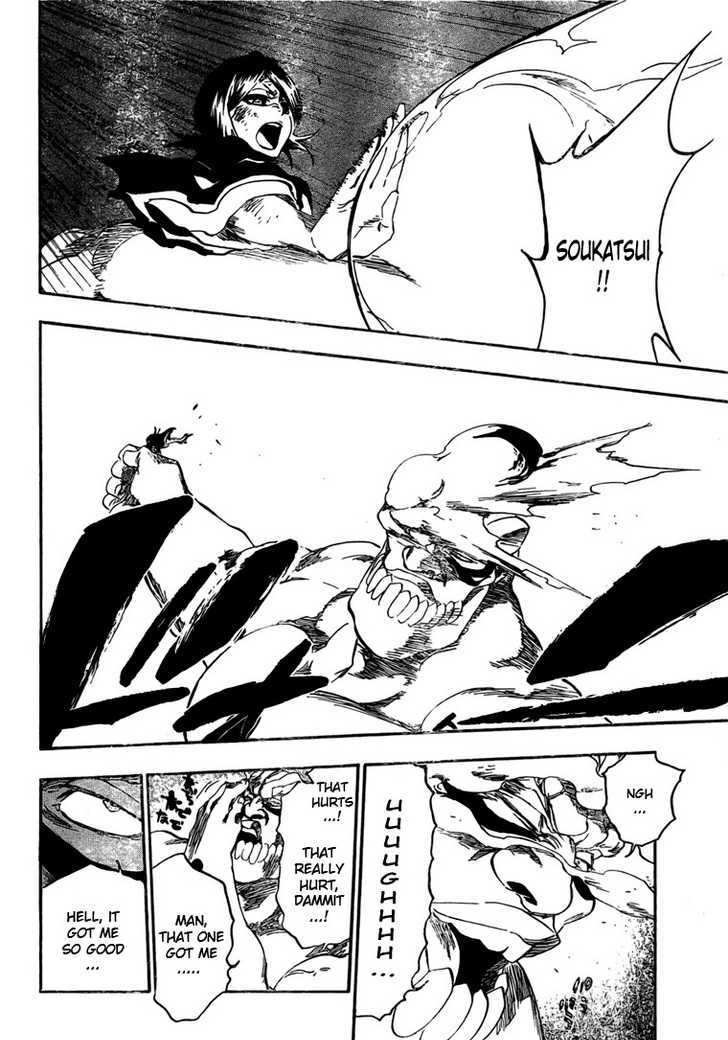 SOUKATSUI
!!
NGH
...
UUUUGHHHH
...
THAT
HURTS
...!
THAT
REALLY
HURT,
DAMMIT
...!
MAN,
THAT ONE
GOT ME
.....
HELL, IT
GOT ME
SO GOOD
...